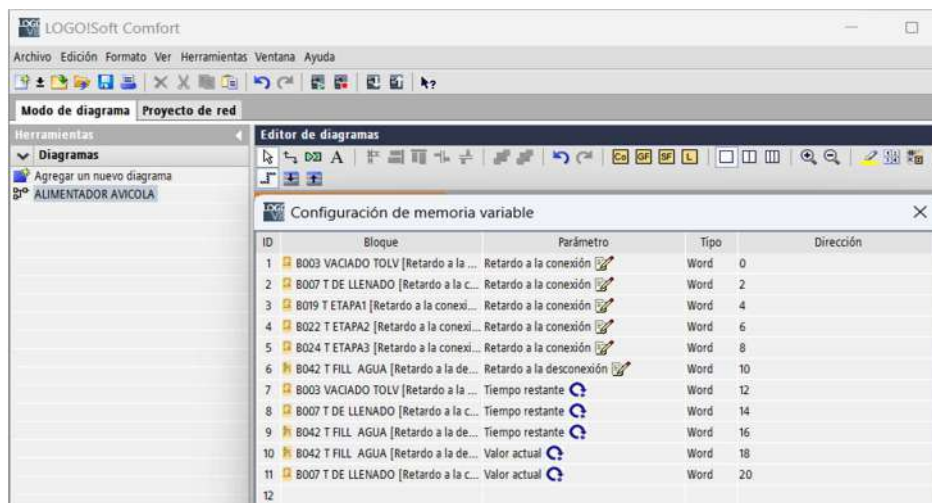 LOGO!Soft Comfort
Archivo Edición Formato Ver Herramientas Ventana Ayuda
Modo de diagrama Proyecto de red
Herramientas
Editor de diagramas
Diagramas
Agregar un nuevo diagrama
ALIMENTADOR AVICOLA
A Co GF SF L
Configuración de memoria variable
ID Bloque Parámetro Tipo Dirección
1 B003 VACIADO TOLV [Retardo a la ... Retardo a la conexión Word 0
2 B007 T DE LLENADO [Retardo a la c... Retardo a la conexión Word 2
3 B019 T ETAPA1 [Retardo a la conexi... Retardo a la conexión Word 4
4 B022 T ETAPA2 [Retardo a la conexi... Retardo a la conexión Word 6
5 B024 T ETAPA3 [Retardo a la conexi... Retardo a la conexión Word 8
6 B042 T FILL AGUA [Retardo a la de... Retardo a la desconexión Word 10
7 B003 VACIADO TOLV [Retardo a la ... Tiempo restante Word 12
8 B007 T DE LLENADO [Retardo a la c... Tiempo restante Word 14
9 B042 T FILL AGUA [Retardo a la de... Tiempo restante Word 16
10 B042 T FILL AGUA [Retardo a la de... Valor actual Word 18
11 B007 T DE LLENADO [Retardo a la c... Valor actual Word 20
12